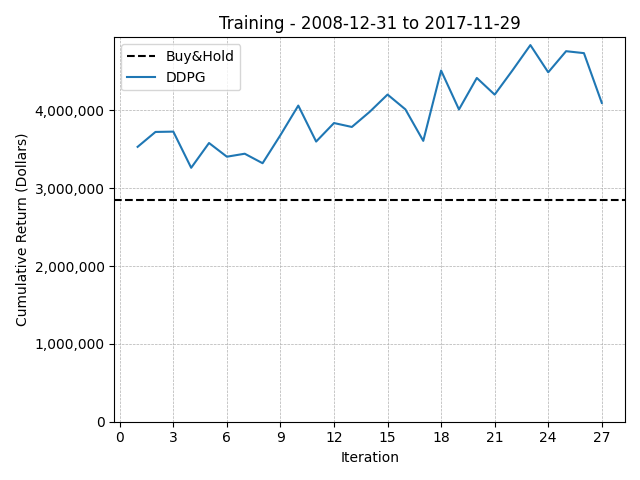 Training - 2008-12-31 to 2017-11-29
Buy&Hold
DDPG
Cumulative Return (Dollars)
4,000,000
3,000,000
2,000,000
1,000,000
0
0 3 6 9 12 15 18 21 24 27
Iteration